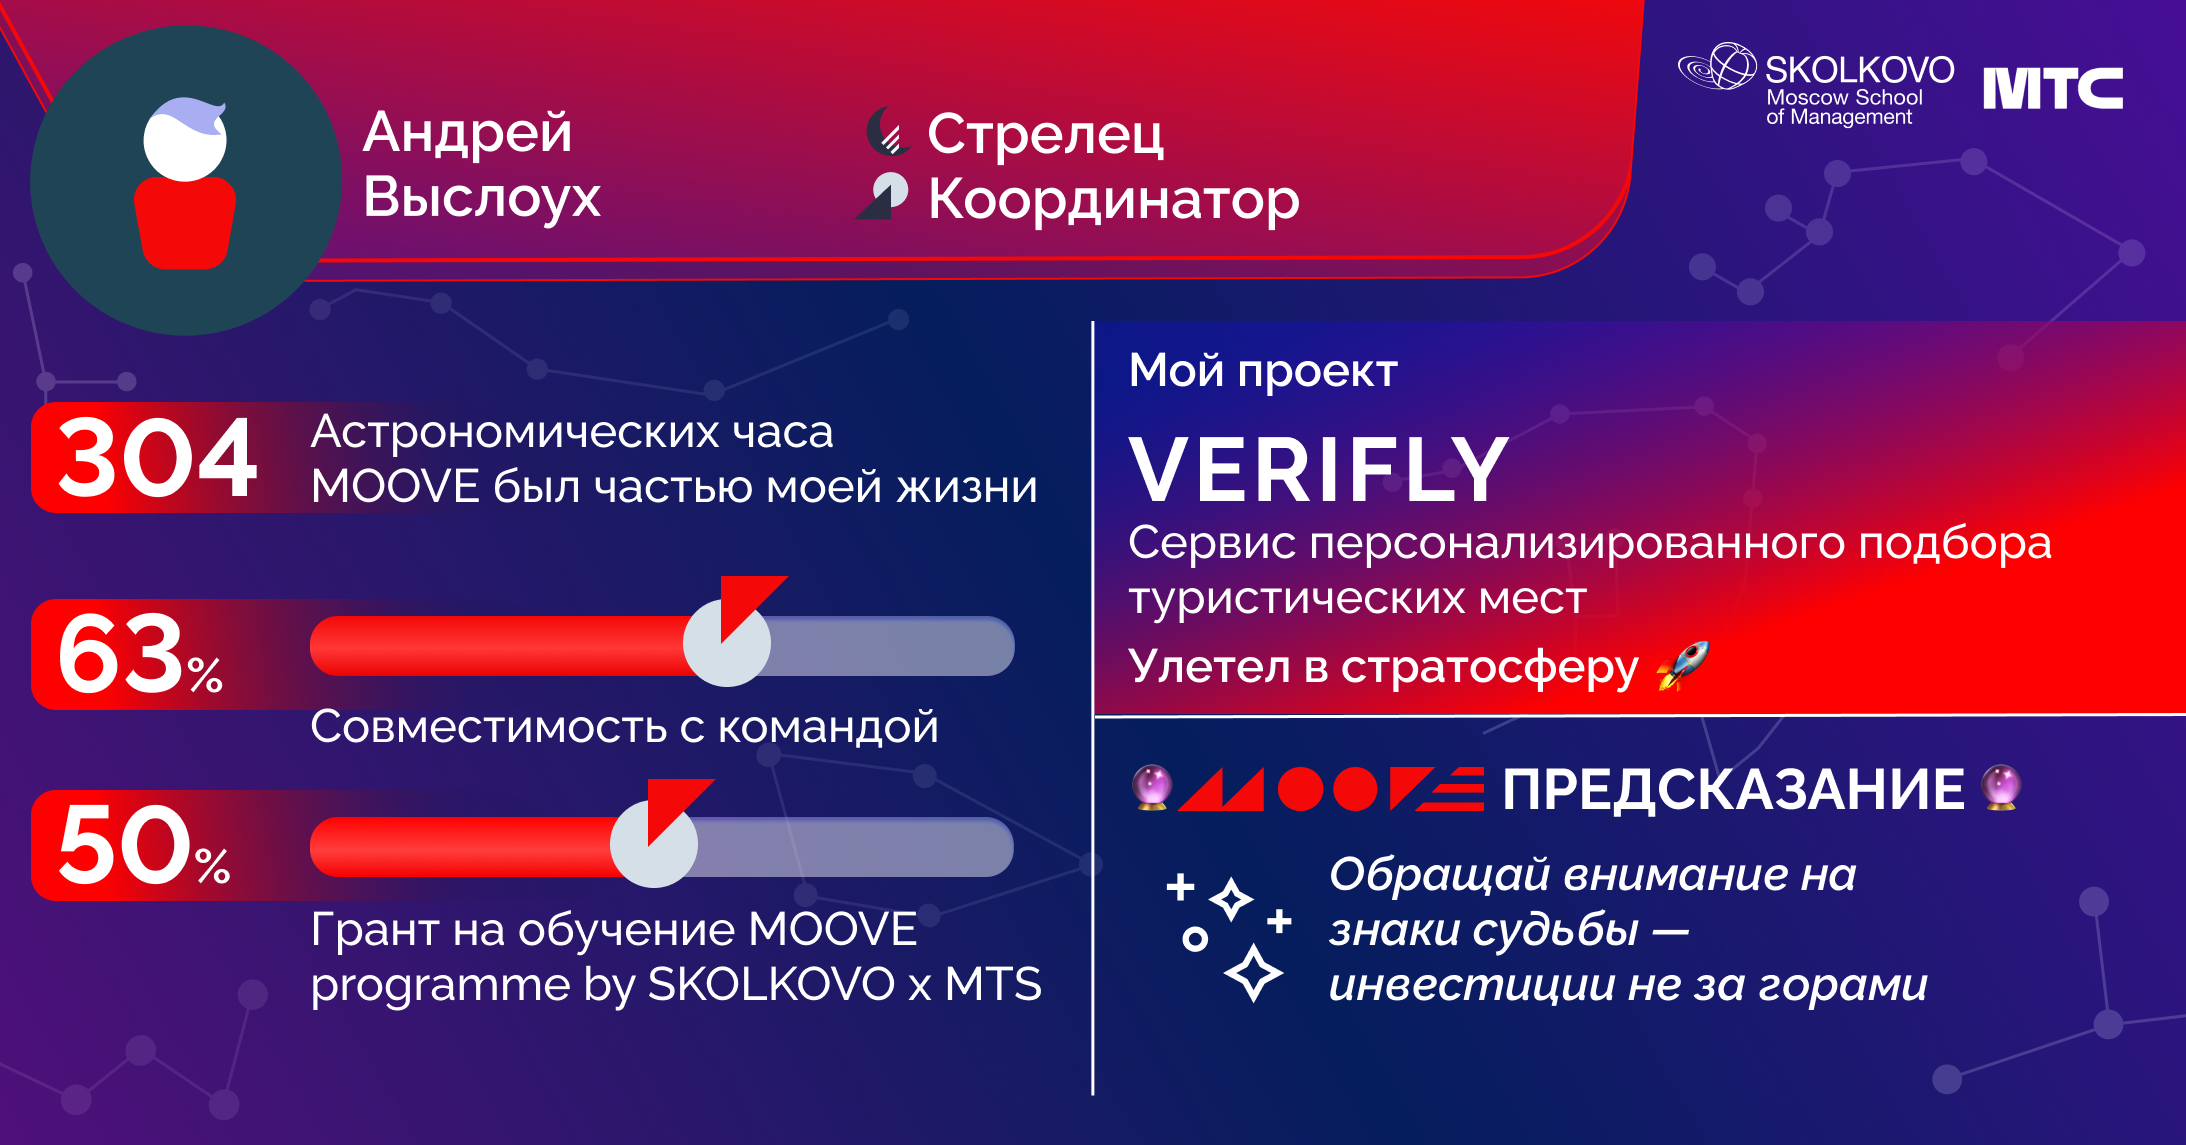 Андрей
Выслоух
Стрелец
Координатор
SKOLKOVO
Moscow School
of Management
МТС
304
Астрономических часа
MOOVE был частью моей жизни
63%
Совместимость с командой
50%
Грант на обучение MOOVE
programme by SKOLKOVO x MTS
Мой проект
VERIFLY
Сервис персонализированного подбора
туристических мест
Улетел в стратосферу 🚀
🔮 MOOVE ПРЕДСКАЗАНИЕ 🔮
Обращай внимание на
знаки судьбы —
инвестиции не за горами